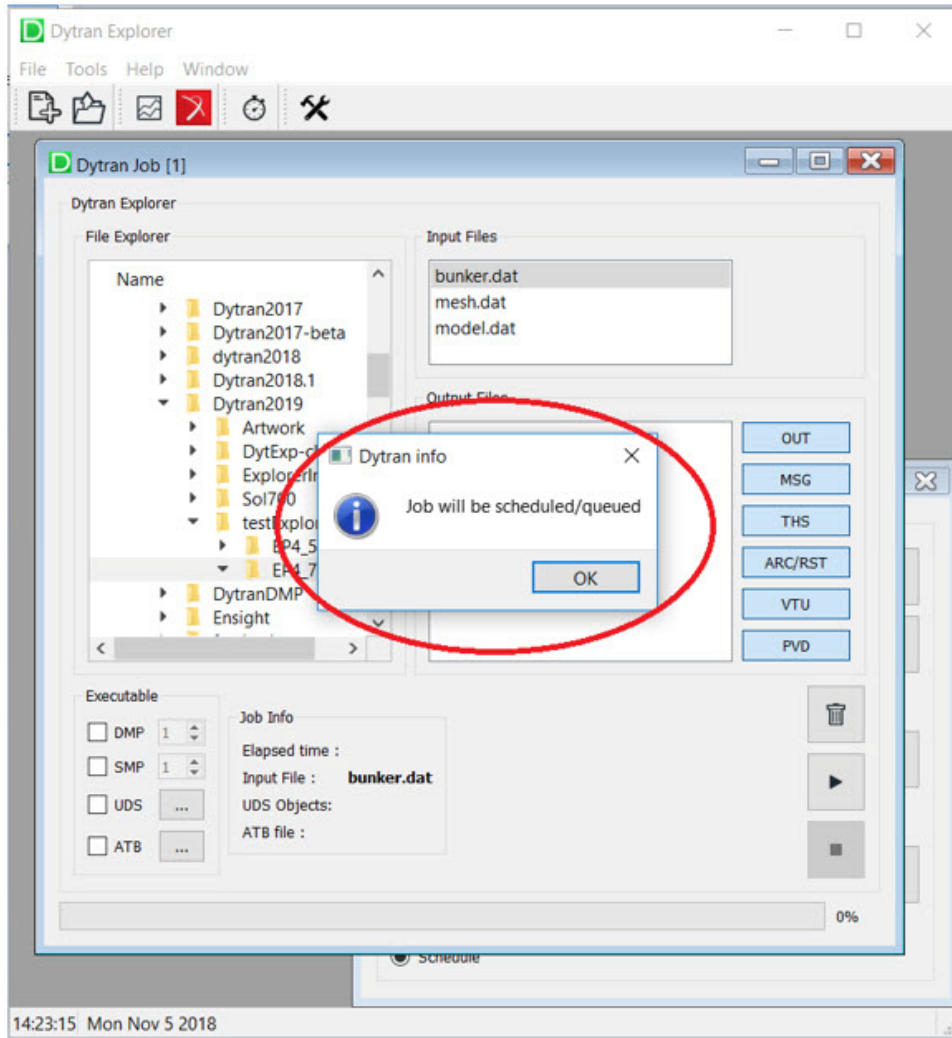 Dytran Explorer
File Tools Help Window
Dytran Job [1]
Dytran Explorer
File Explorer
Name
Dytran2017
Dytran2017-beta
dytran2018
Dytran2018.1
Dytran2019
Artwork
Sol700
DytranDMP
Ensight
Input Files
bunker.dat
mesh.dat
model.dat
Output Files
OUT
MSG
THS
ARC/RST
VTU
PVD
Dytran info
Job will be scheduled/queued
OK
Executable
DMP 1
SMP 1
UDS ...
ATB ...
Job Info
Elapsed time :
Input File : bunker.dat
UDS Objects:
ATB file :
0%
Schedule
14:23:15 Mon Nov 5 2018